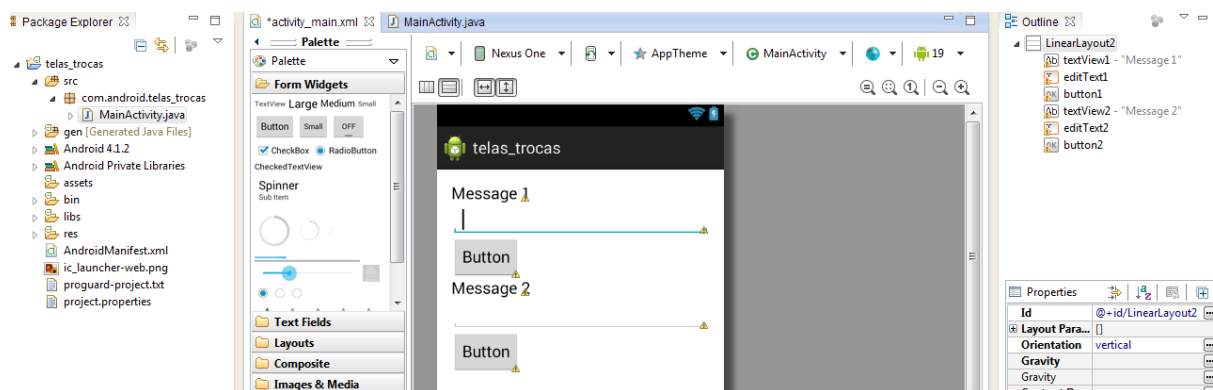 Package Explorer
telas_trocas
src
com.android.telas_trocas
MainActivity.java
gen [Generated Java Files]
Android 4.1.2
Android Private Libraries
assets
bin
libs
res
AndroidManifest.xml
ic_launcher-web.png
proguard-project.txt
project.properties
*activity_main.xml
MainActivity.java
Palette
Palette
Form Widgets
TextView Large Medium Small
Button Small OFF
CheckBox RadioButton
CheckedTextView
Spinner
Sub Item
Text Fields
Layouts
Composite
Images & Media
Nexus One AppTheme MainActivity 19
telas_trocas
Message 1
Button
Message 2
Button
Outline
LinearLayout2
Ab textView1 - "Message 1"
editText1
OK button1
Ab textView2 - "Message 2"
editText2
OK button2
Properties
Id @+id/LinearLayout2
Layout Para... []
Orientation vertical
Gravity
Gravity